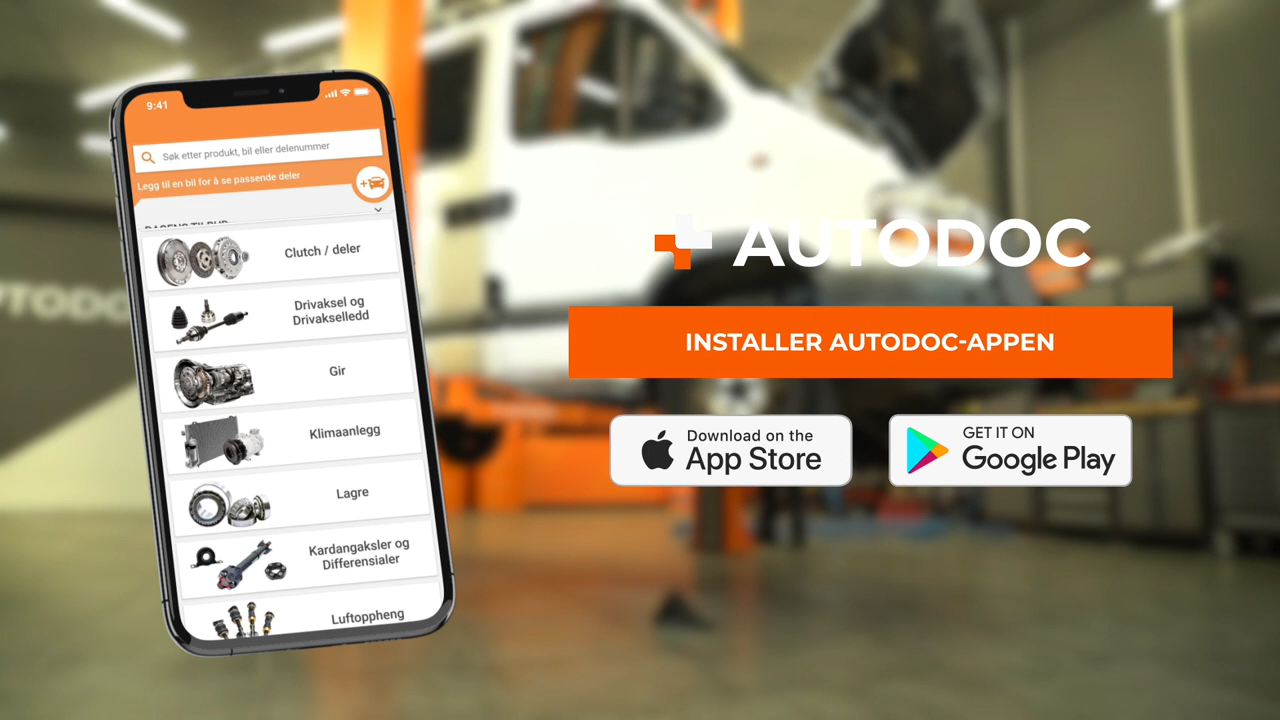 9:41
Søk etter produkt, bil eller delenummer
Legg til en bil for å se passende deler
Clutch / deler
Drivaksel og
Drivakselledd
Gir
Klimaanlegg
Lagre
Kardangaksler og
Differensialer
Luftoppheng
AUTODOC
INSTALLER AUTODOC-APPEN
Download on the
App Store
GET IT ON
Google Play